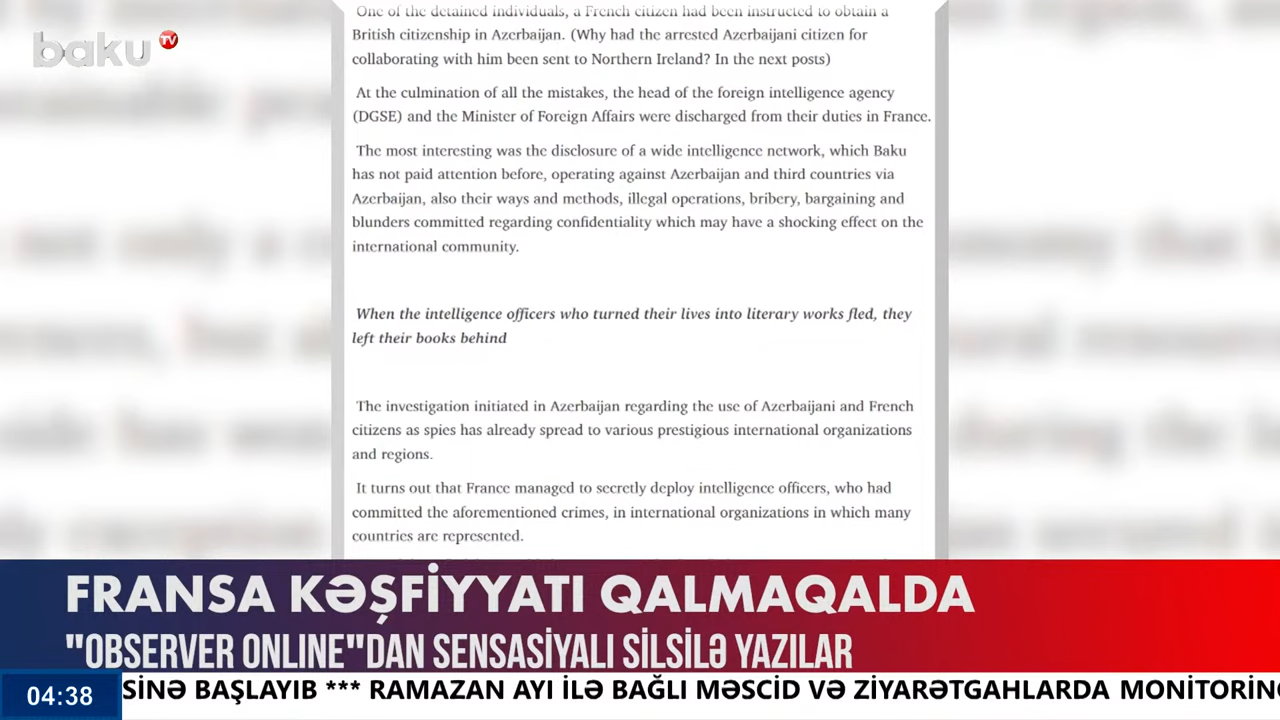 baku TV
One of the detained individuals, a French citizen had been instructed to obtain a
British citizenship in Azerbaijan. (Why had the arrested Azerbaijani citizen for
collaborating with him been sent to Northern Ireland? In the next posts)
At the culmination of all the mistakes, the head of the foreign intelligence agency
(DGSE) and the Minister of Foreign Affairs were discharged from their duties in France.
The most interesting was the disclosure of a wide intelligence network, which Baku
has not paid attention before, operating against Azerbaijan and third countries via
Azerbaijan, also their ways and methods, illegal operations, bribery, bargaining and
blunders committed regarding confidentiality which may have a shocking effect on the
international community.
When the intelligence officers who turned their lives into literary works fled, they
left their books behind
The investigation initiated in Azerbaijan regarding the use of Azerbaijani and French
citizens as spies has already spread to various prestigious international organizations
and regions.
It turns out that France managed to secretly deploy intelligence officers, who had
committed the aforementioned crimes, in international organizations in which many
countries are represented.
FRANSA KƏŞFİYYATI QALMAQALDA
"OBSERVER ONLINE"DAN SENSASİYALI SİLSİLƏ YAZILAR
04:38 SİNƏ BAŞLAYIB *** RAMAZAN AYI İLƏ BAĞLI MƏSCİD VƏ ZİYARƏTGAHLARDA MONİTORİNG